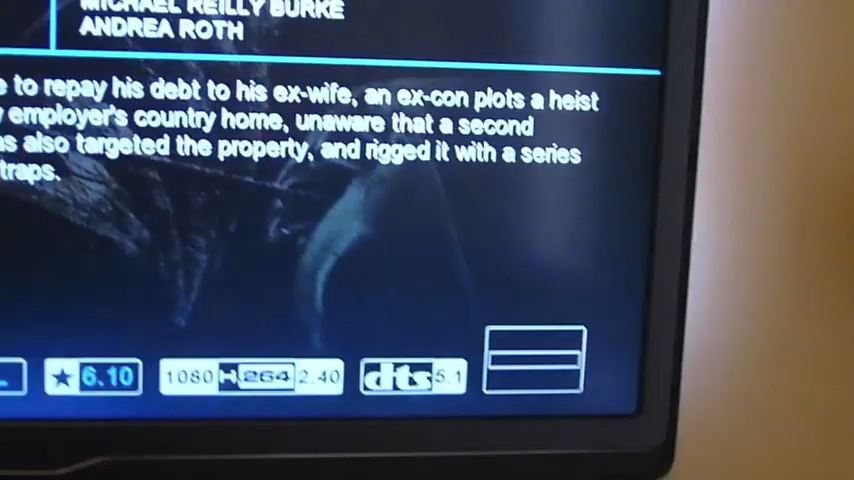 MICHAEL REILLY BURKE
ANDREA ROTH
to repay his debt to his ex-wife, an ex-con plots a heist
employer's country home, unaware that a second
also targeted the property, and rigged it with a series
traps.
★ 6.10
1080 H.264 2.40
dts 5.1